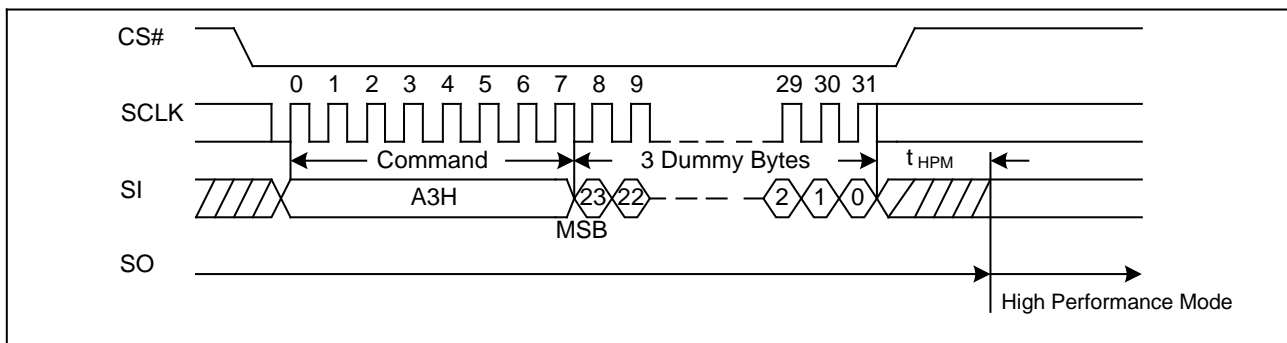 CS#
0 1 2 3 4 5 6 7 8 9 29 30 31
SCLK
Command 3 Dummy Bytes tHPM
SI A3H 23 22 2 1 0
MSB
SO
High Performance Mode